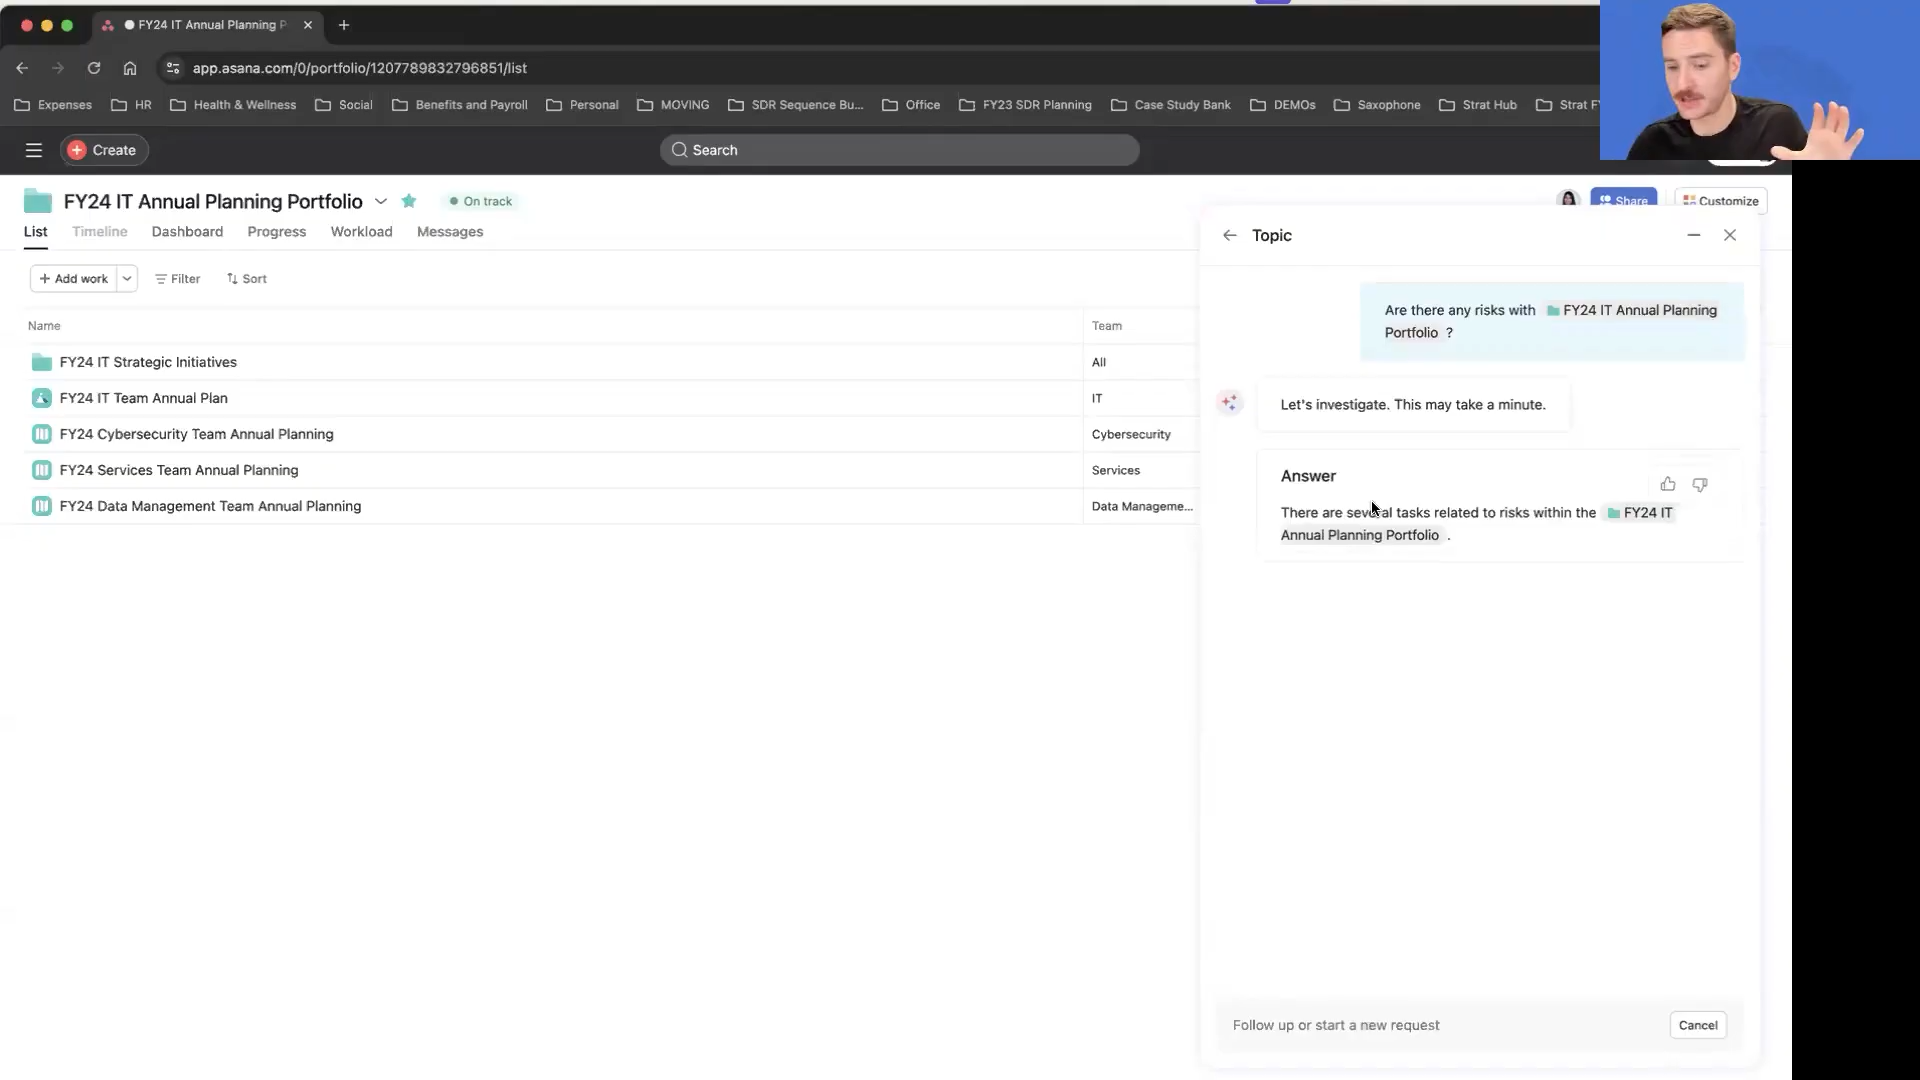 FY24 IT Annual Planning P
app.asana.com/0/portfolio/1207789832796851/list
Expenses HR Health & Wellness Social Benefits and Payroll Personal MOVING SDR Sequence Bu... Office FY23 SDR Planning Case Study Bank DEMOs Saxophone Strat Hub Strat F
Create
Search
FY24 IT Annual Planning Portfolio
On track
Share
Customize
List Timeline Dashboard Progress Workload Messages
+ Add work
Filter
Sort
Name Team
FY24 IT Strategic Initiatives All
FY24 IT Team Annual Plan IT
FY24 Cybersecurity Team Annual Planning Cybersecurity
FY24 Services Team Annual Planning Services
FY24 Data Management Team Annual Planning Data Manageme...
Topic
Are there any risks with FY24 IT Annual Planning
Portfolio ?
Let's investigate. This may take a minute.
Answer
There are several tasks related to risks within the FY24 IT
Annual Planning Portfolio .
Follow up or start a new request
Cancel